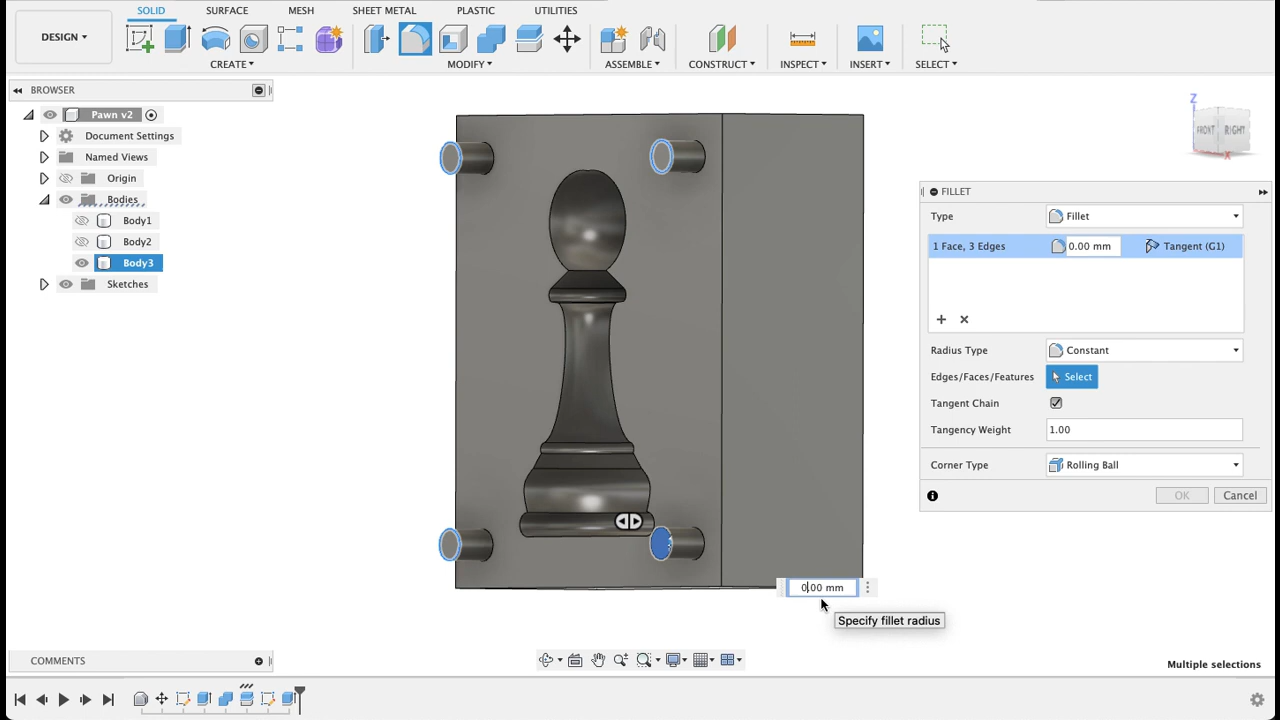 SOLID SURFACE MESH SHEET METAL PLASTIC UTILITIES
DESIGN
CREATE MODIFY ASSEMBLE CONSTRUCT INSPECT INSERT SELECT
BROWSER
Pawn v2
Document Settings
Named Views
Origin
Bodies
Body1
Body2
Body3
Sketches
Z
FRONT RIGHT
X
FILLET
Type Fillet
1 Face, 3 Edges 0.00 mm Tangent (G1)
Radius Type Constant
Edges/Faces/Features Select
Tangent Chain
Tangency Weight 1.00
Corner Type Rolling Ball
OK Cancel
0.00 mm
Specify fillet radius
COMMENTS
Multiple selections